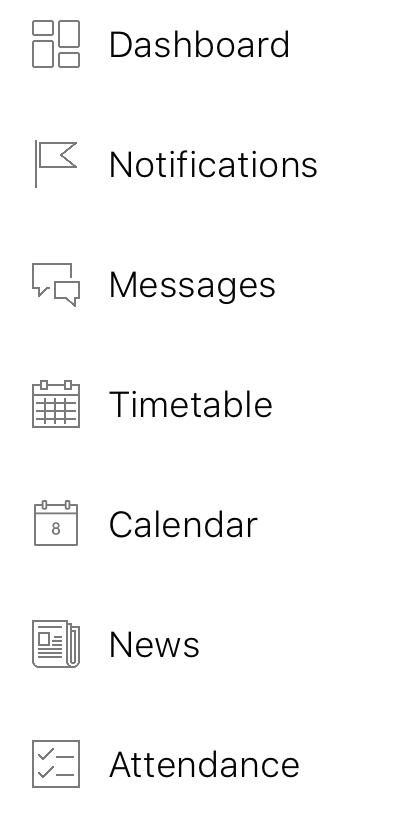 Dashboard
Notifications
Messages
Timetable
8
Calendar
News
Attendance